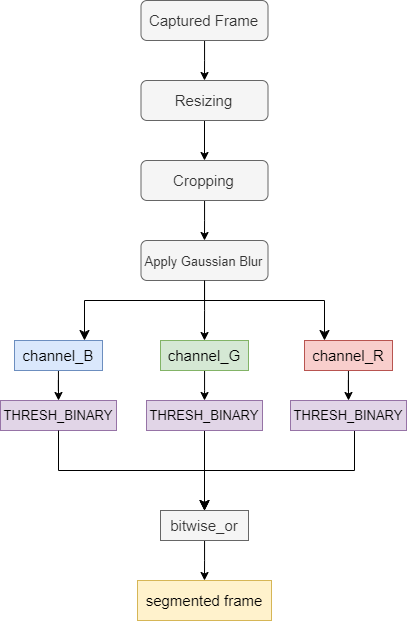 Captured Frame
Resizing
Cropping
Apply Gaussian Blur
channel_B
channel_G
channel_R
THRESH_BINARY
THRESH_BINARY
THRESH_BINARY
bitwise_or
segmented frame